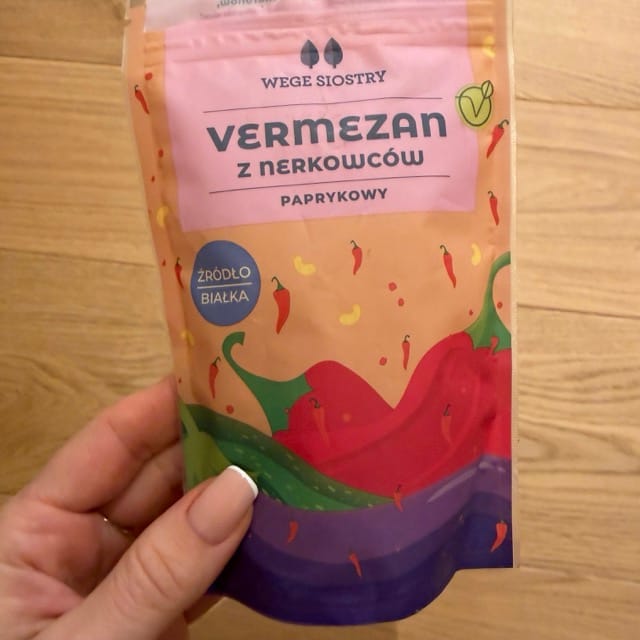 WEGE SIOSTRY
VERMEZAN
Z NERKOWCÓW
PAPRYKOWY
ŹRÓDŁO
BIAŁKA